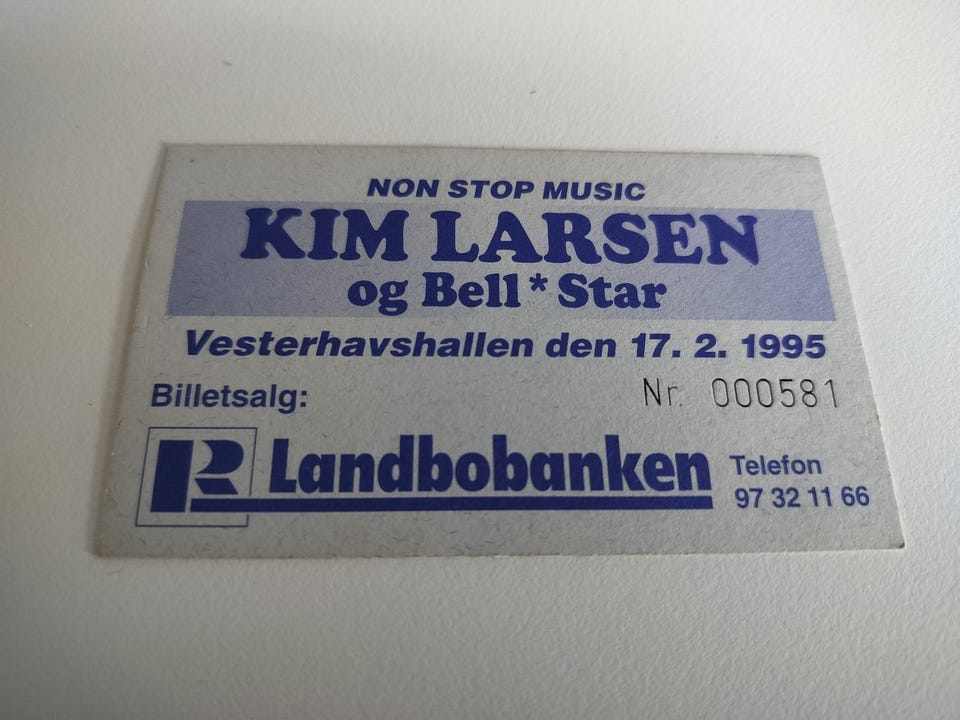 NON STOP MUSIC
KIM LARSEN
og Bell*Star
Vesterhavshallen den 17. 2. 1995
Billetsalg:
Nr. 000581
R Landbobanken
Telefon
97 32 11 66